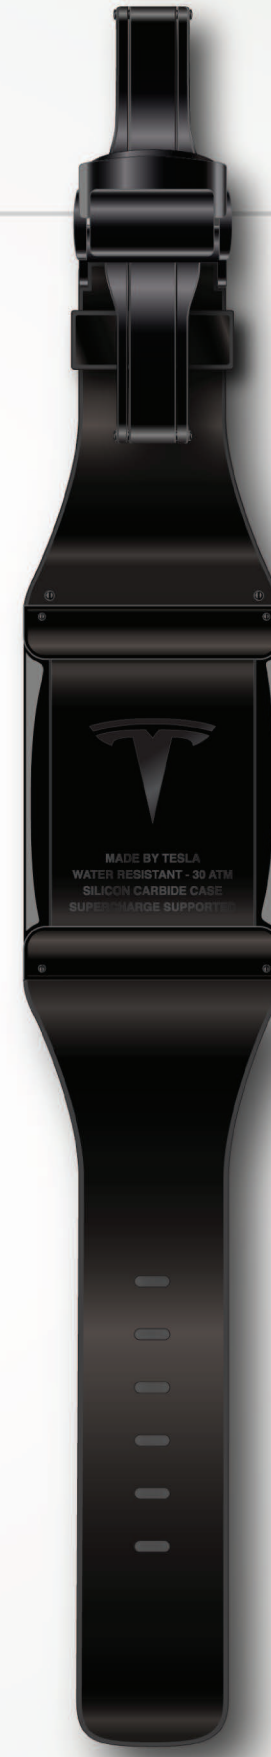 MADE BY TESLA
WATER RESISTANT - 30 ATM
SILICON CARBIDE CASE
SUPERCHARGE SUPPORTED